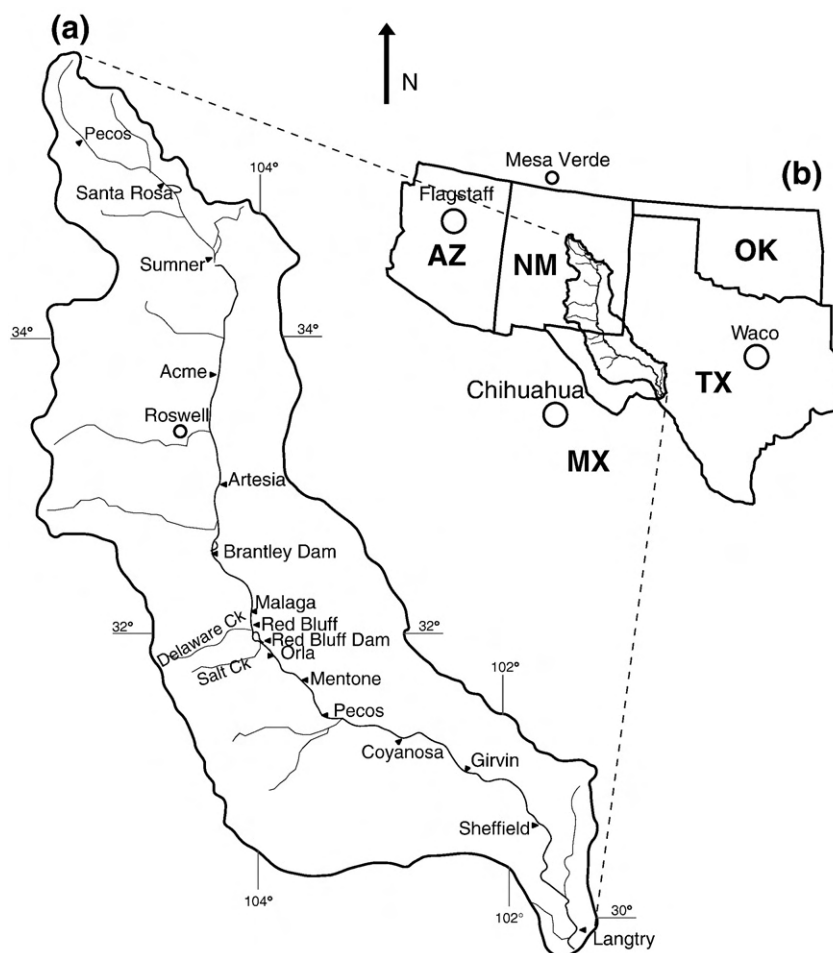 (a)
N
Pecos
104°
Santa Rosa
Sumner
34°
34°
Acme
Roswell
Artesia
Brantley Dam
Malaga
Red Bluff
32°
Delaware Ck
Red Bluff Dam
32°
Salt Ck
Orla
Mentone
102°
Pecos
Coyanosa
Girvin
Sheffield
104°
102°
30°
Langtry
Mesa Verde
(b)
Flagstaff
AZ
NM
OK
Waco
TX
Chihuahua
MX